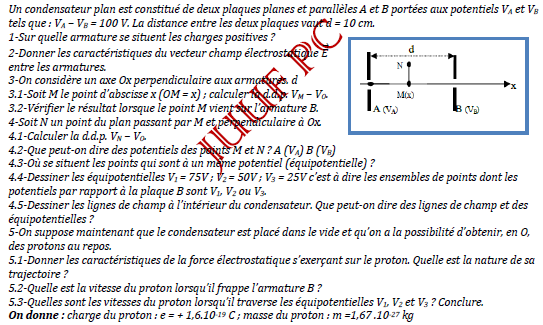 Un condensateur plan est constitué de deux plaques planes et parallèles A et B portées aux potentiels VA et VB
tels que : VA – VB = 100 V. La distance entre les deux plaques vaut d = 10 cm.
1-Sur quelle armature se situent les charges positives ?
2-Donner les caractéristiques du vecteur champ électrostatique E
entre les armatures.
3-On considère un axe Ox perpendiculaire aux armatures. d
3.1-Soit M le point d'abscisse x (OM = x) ; calculer la d.d.p. VM – VO.
3.2-Vérifier le résultat lorsque le point M vient sur l'armature B.
4-Soit N un point du plan passant par M et perpendiculaire à Ox.
4.1-Calculer la d.d.p. VN – VO.
4.2-Que peut-on dire des potentiels des points M et N ? A (VA) B (VB)
4.3-Où se situent les points qui sont à un même potentiel (équipotentielle) ?
4.4-Dessiner les équipotentielles V1 = 75V ; V2 = 50V ; V3 = 25V c'est à dire les ensembles de points dont les
potentiels par rapport à la plaque B sont V1, V2 ou V3.
4.5-Dessiner les lignes de champ à l'intérieur du condensateur. Que peut-on dire des lignes de champ et des
équipotentielles ?
5-On suppose maintenant que le condensateur est placé dans le vide et qu'on a la possibilité d'obtenir, en O,
des protons au repos.
5.1-Donner les caractéristiques de la force électrostatique s'exerçant sur le proton. Quelle est la nature de sa
trajectoire ?
5.2-Quelle est la vitesse du proton lorsqu'il frappe l'armature B ?
5.3-Quelles sont les vitesses du proton lorsqu'il traverse les équipotentielles V1, V2 et V3 ? Conclure.
On donne : charge du proton : e = + 1,6.10-19 C ; masse du proton : m =1,67 .10-27 kg
d
N
M(x)
x
A (VA)
B (VB)
PC